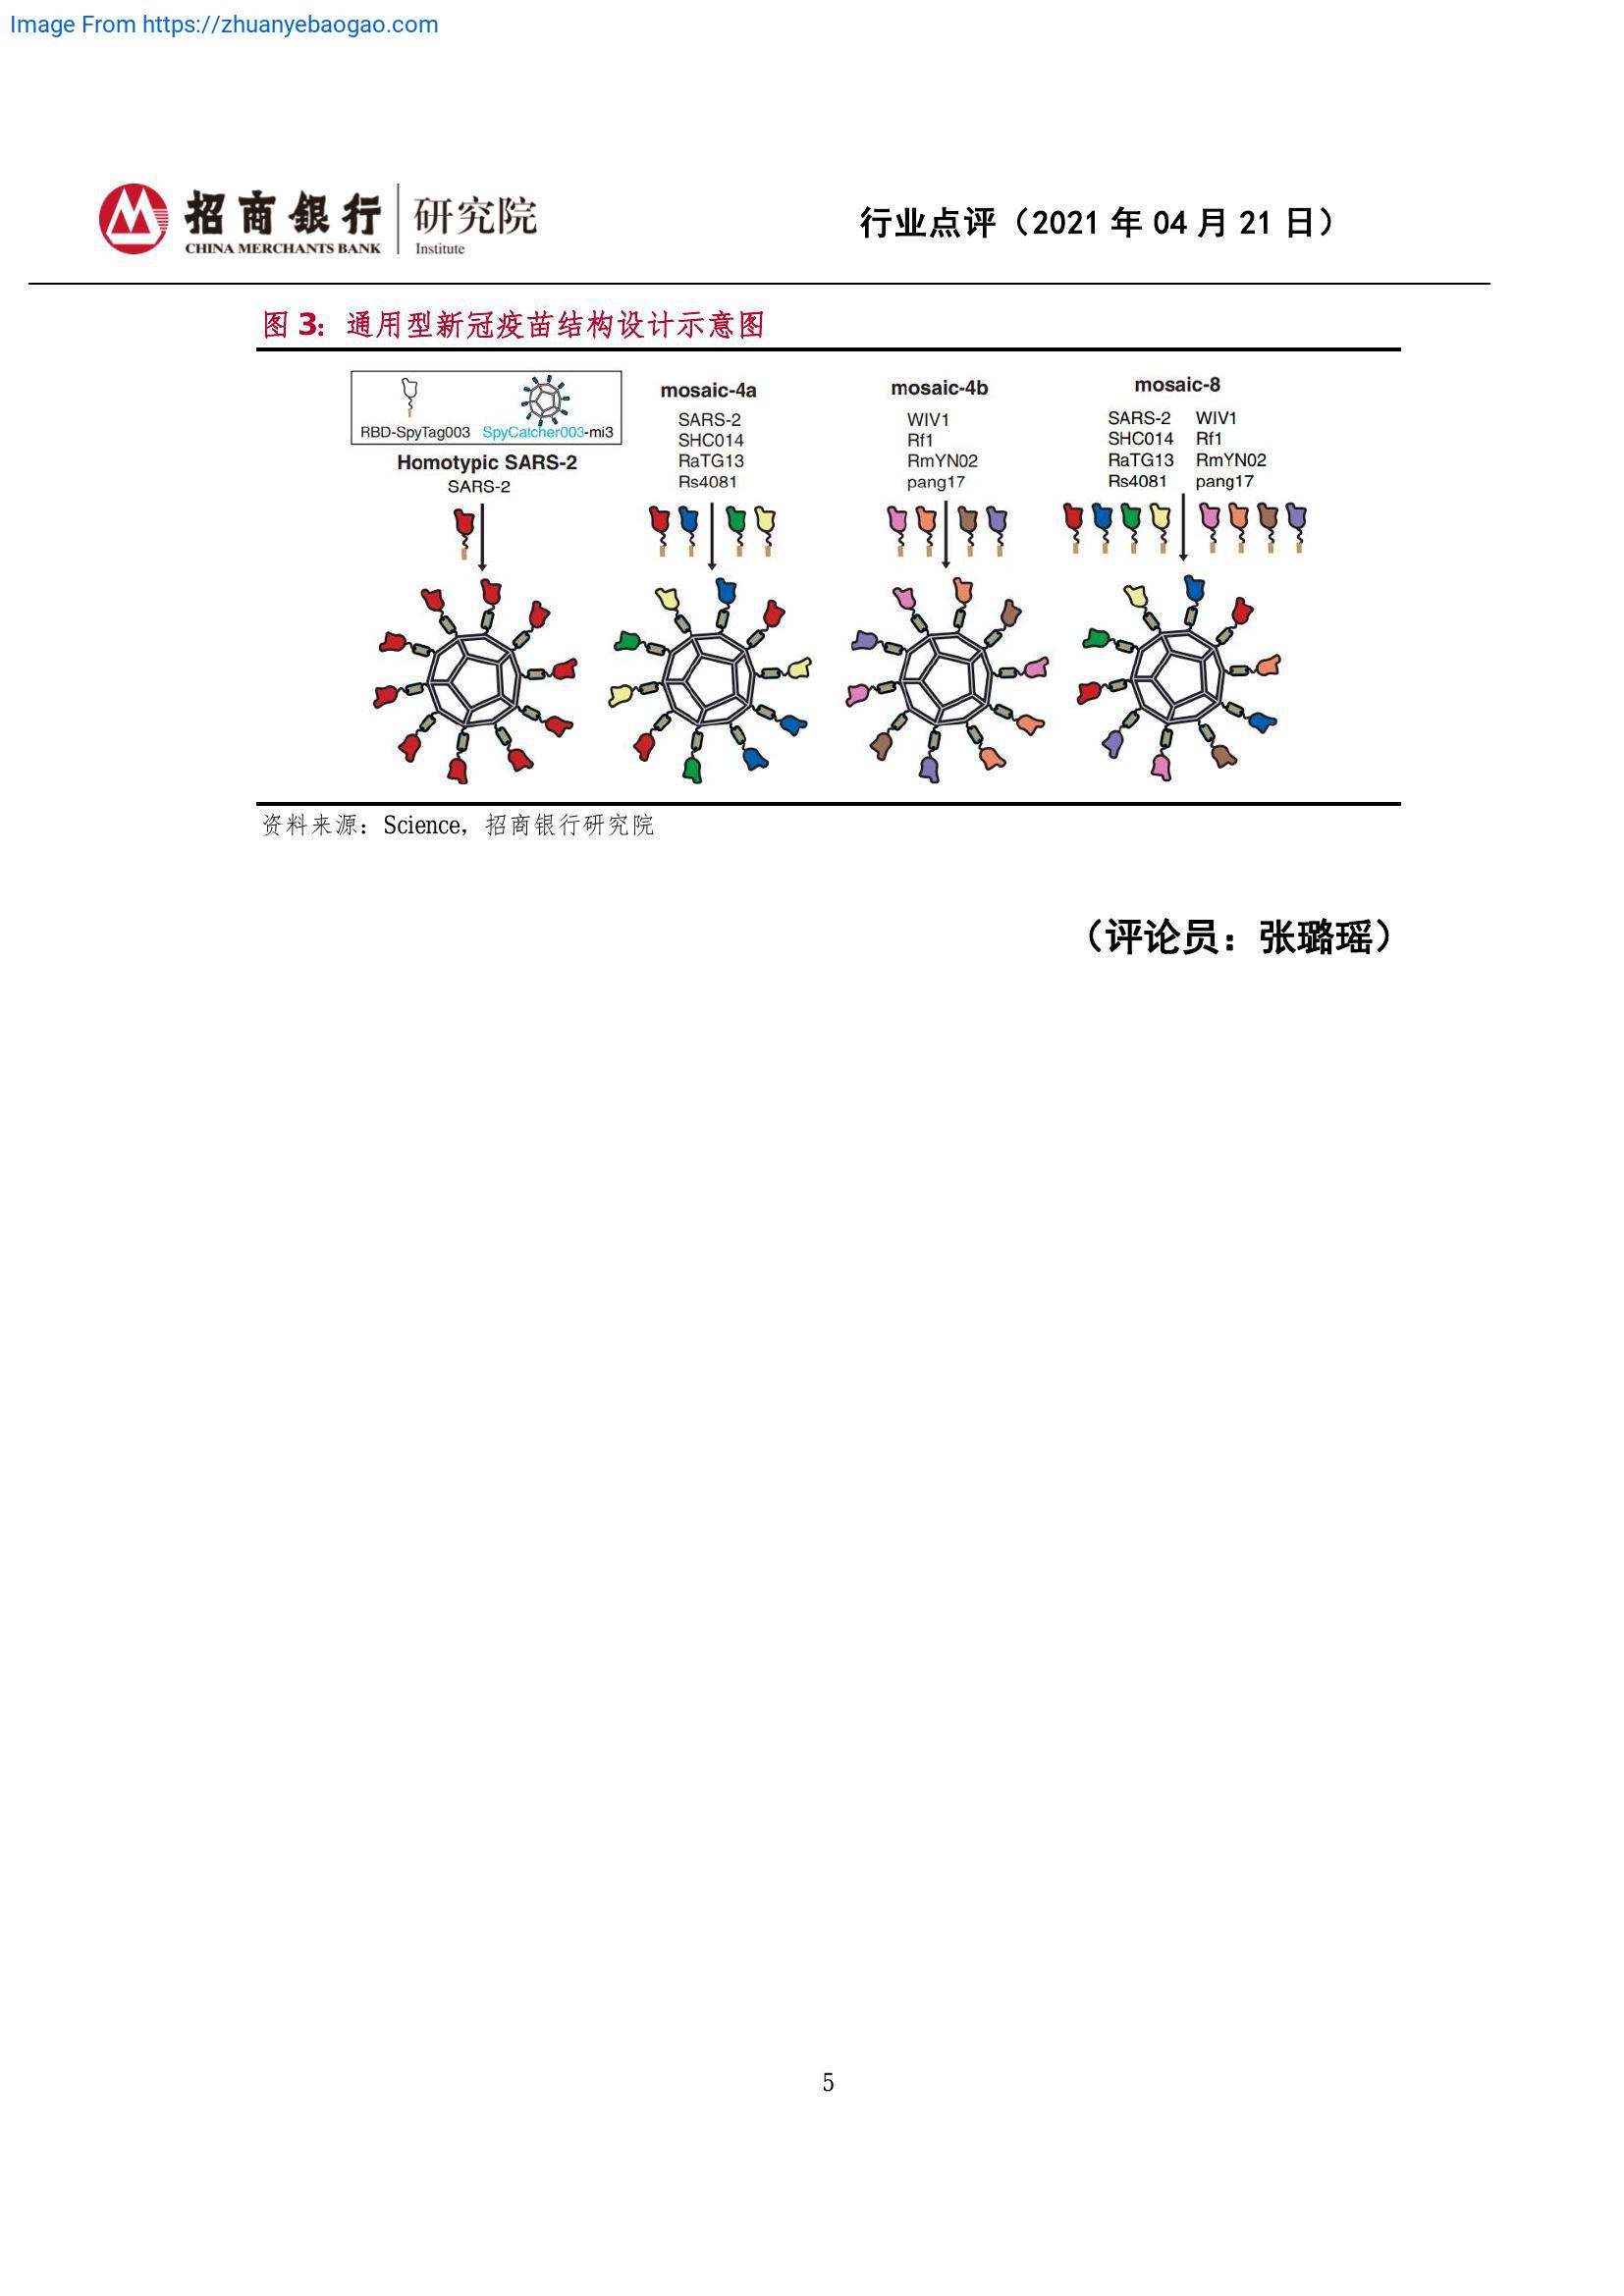 Image From https://zhuanyebaogao.com
招商银行 研究院
CHINA MERCHANTS BANK Institute
行业点评（2021 年 04 月 21 日）
图 3：通用型新冠疫苗结构设计示意图
RBD-SpyTag003 SpyCatcher003-mi3
Homotypic SARS-2
SARS-2
mosaic-4a
SARS-2
SHC014
RaTG13
Rs4081
mosaic-4b
WIV1
Rf1
RmYN02
pang17
mosaic-8
SARS-2 WIV1
SHC014 Rf1
RaTG13 RmYN02
Rs4081 pang17
资料来源：Science，招商银行研究院
（评论员：张璐瑶）
5